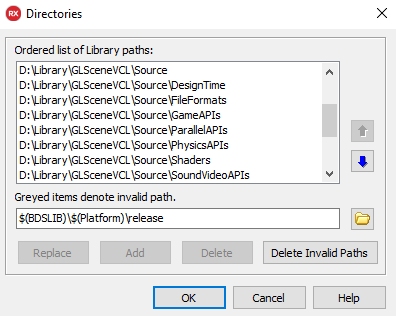 RX Directories
Ordered list of Library paths:
D:\Library\GLSceneVCL\Source
D:\Library\GLSceneVCL\Source\DesignTime
D:\Library\GLSceneVCL\Source\FileFormats
D:\Library\GLSceneVCL\Source\GameAPIs
D:\Library\GLSceneVCL\Source\ParallelAPIs
D:\Library\GLSceneVCL\Source\PhysicsAPIs
D:\Library\GLSceneVCL\Source\Shaders
D:\Library\GLSceneVCL\Source\SoundVideoAPIs
Greyed items denote invalid path.
$(BDSLIB)\$(Platform)\release
Replace Add Delete Delete Invalid Paths
OK Cancel Help